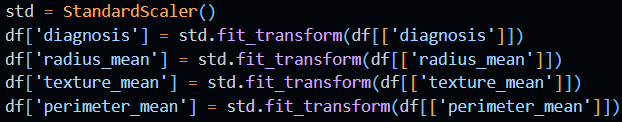 std = StandardScaler()
df['diagnosis'] = std.fit_transform(df[['diagnosis']])
df['radius_mean'] = std.fit_transform(df[['radius_mean']])
df['texture_mean'] = std.fit_transform(df[['texture_mean']])
df['perimeter_mean'] = std.fit_transform(df[['perimeter_mean']])